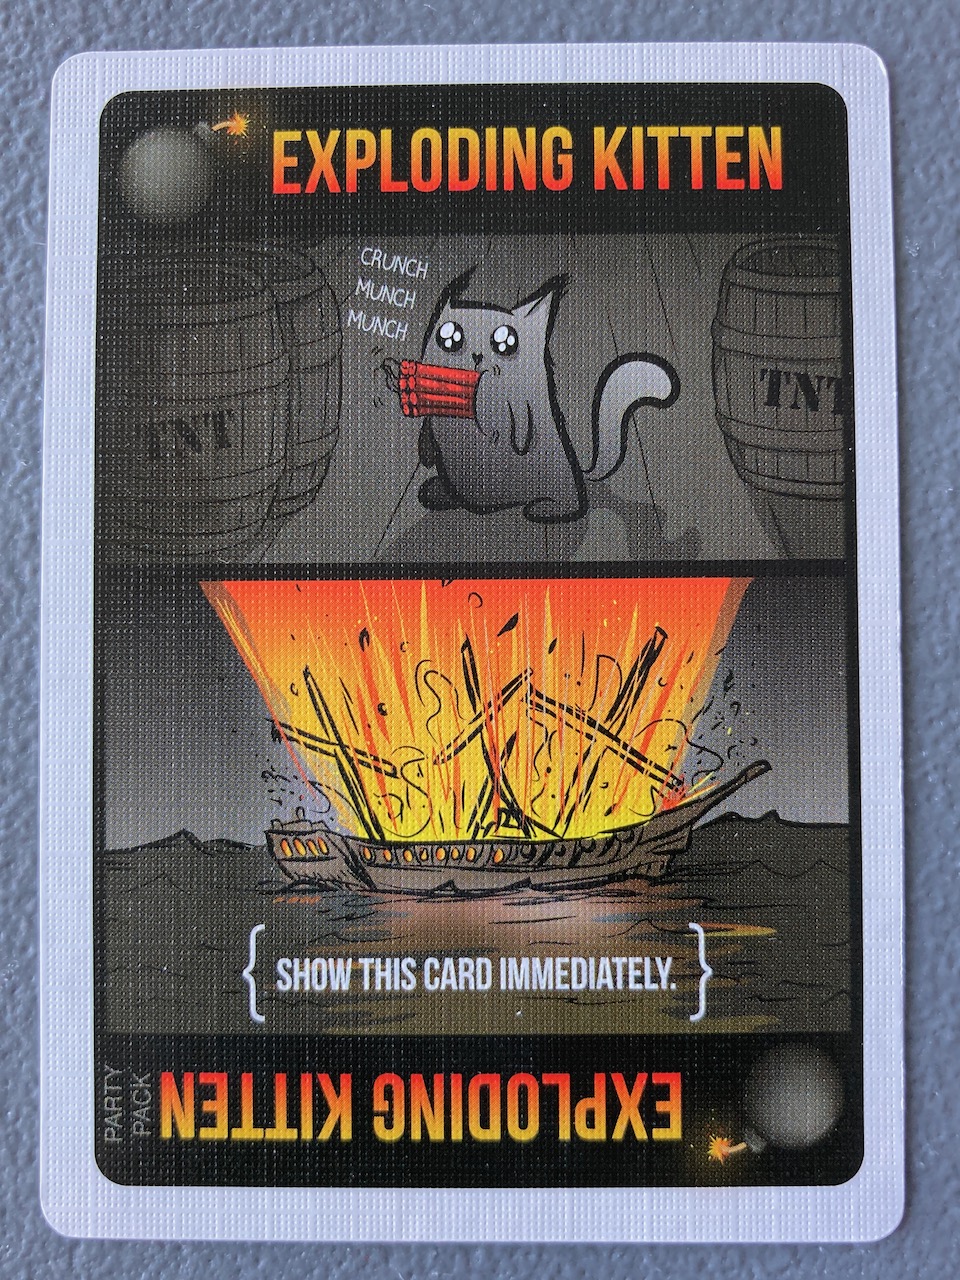 EXPLODING KITTEN
CRUNCH
MUNCH
MUNCH
TNT
TNT
{ SHOW THIS CARD IMMEDIATELY. }
PARTY
PACK
EXPLODING KITTEN